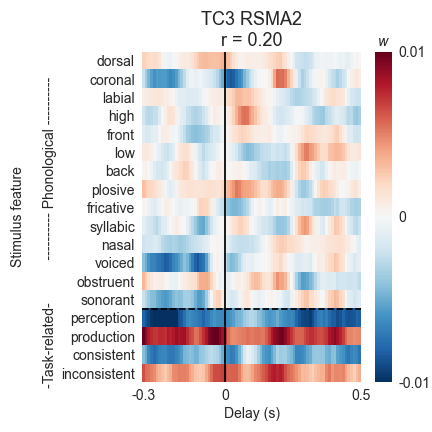 TC3 RSMA2
r = 0.20
w
dorsal
coronal
labial
high
front
low
back
plosive
fricative
syllabic
nasal
voiced
obstruent
sonorant
perception
production
consistent
inconsistent
Stimulus feature
-Task-related- ----------- Phonological -----------
0.01
0
-0.01
-0.3 0 0.5
Delay (s)